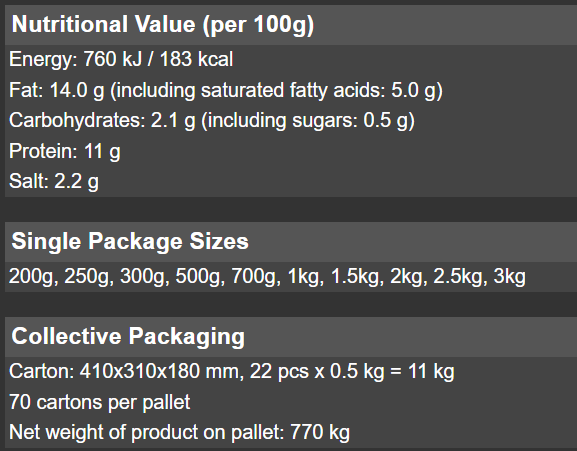 Nutritional Value (per 100g)
Energy: 760 kJ / 183 kcal
Fat: 14.0 g (including saturated fatty acids: 5.0 g)
Carbohydrates: 2.1 g (including sugars: 0.5 g)
Protein: 11 g
Salt: 2.2 g
Single Package Sizes
200g, 250g, 300g, 500g, 700g, 1kg, 1.5kg, 2kg, 2.5kg, 3kg
Collective Packaging
Carton: 410x310x180 mm, 22 pcs x 0.5 kg = 11 kg
70 cartons per pallet
Net weight of product on pallet: 770 kg